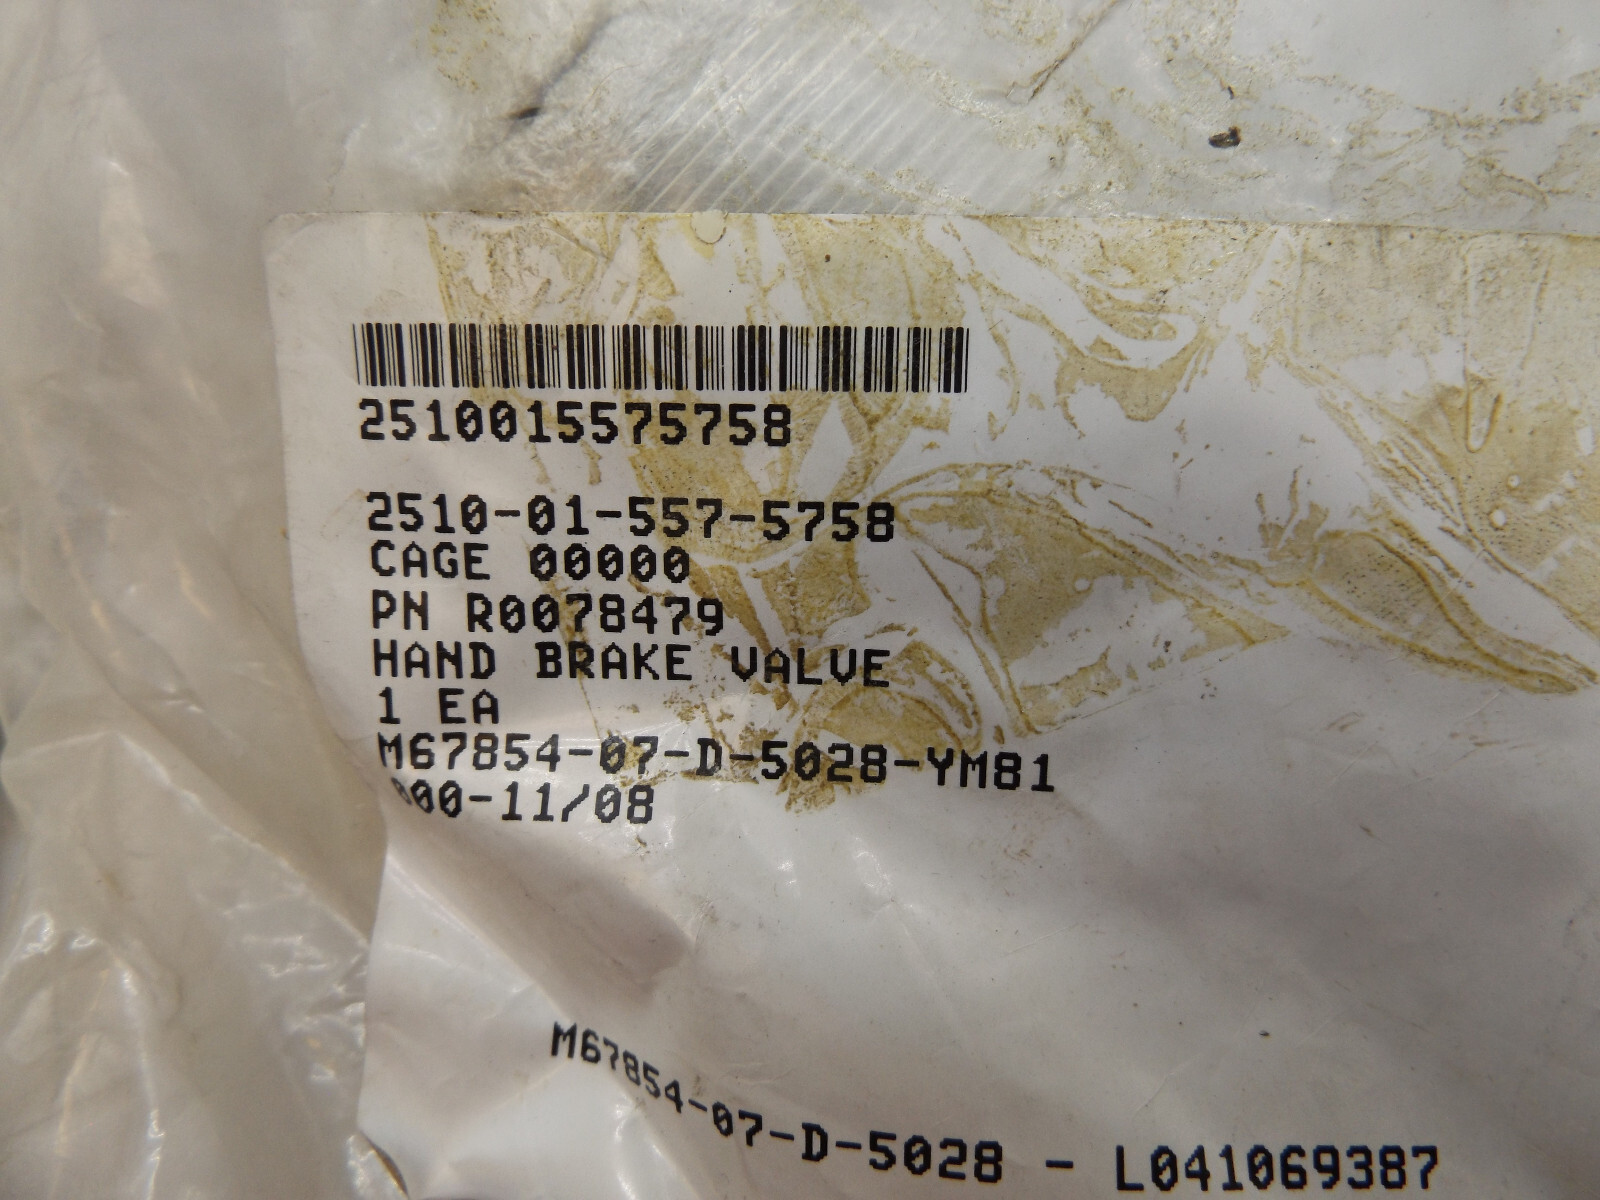 2510015575758
2510-01-557-5758
CAGE 00000
PN R0078479
HAND BRAKE VALVE
1 EA
M67854-07-D-5028-YM81
000-11/08
M67854-07-D-5028 - L041069387